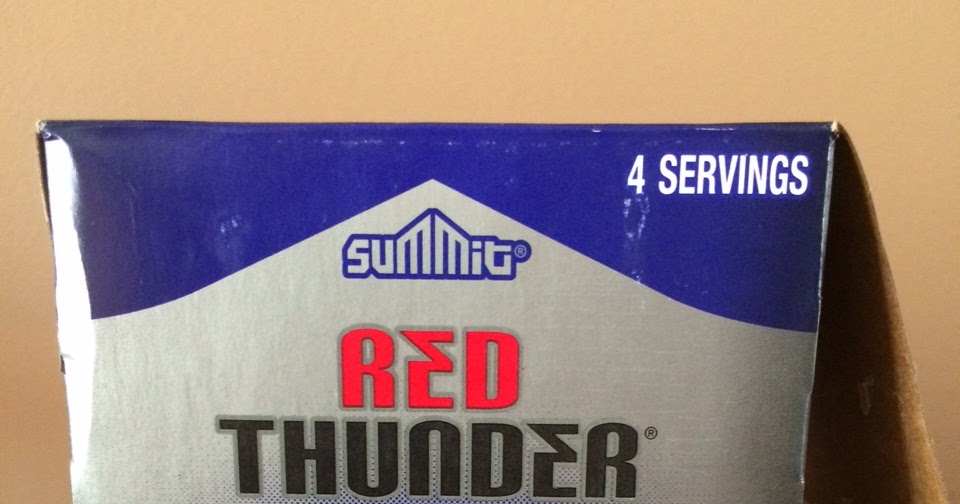 4 SERVINGS
summit®
RED
THUNDER®